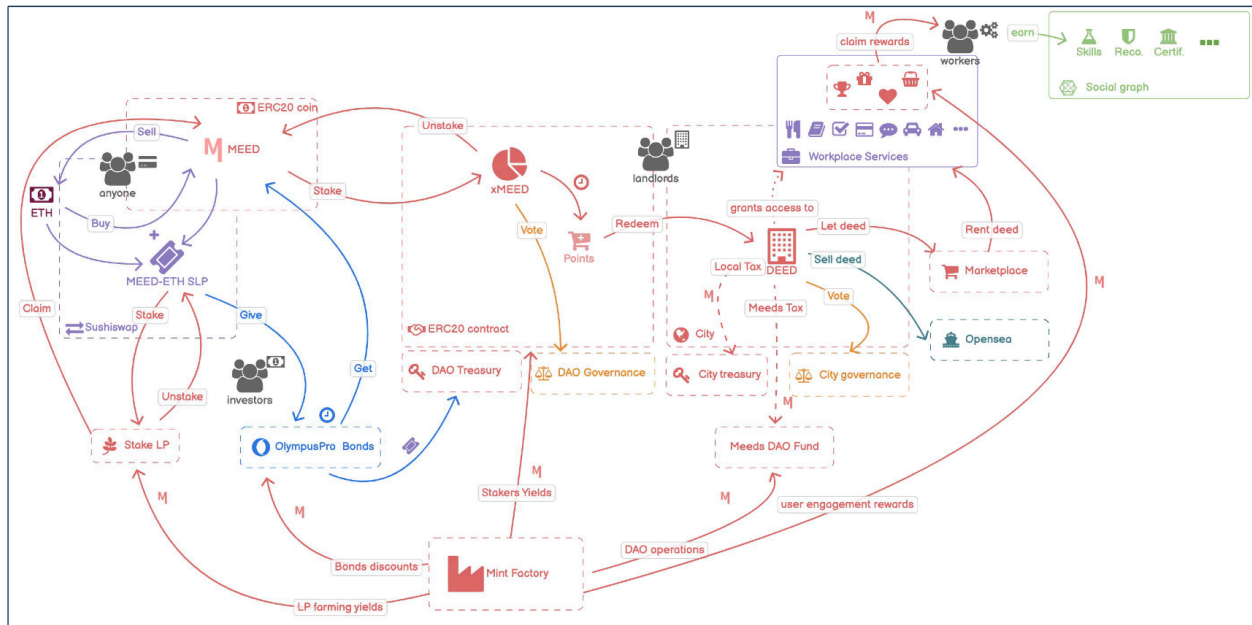 claim rewards
workers
earn
Skills
Reco.
Certif.
Social graph
ERC20 coin
Sell
MEED
anyone
ETH
Buy
Stake
Unstake
xMEED
landlords
Workplace Services
grants access to
Vote
Points
Redeem
Let deed
Rent deed
DEED
Local Tax
Sell deed
Marketplace
MEED-ETH SLP
Claim
Stake
Give
Meeds Tax
Vote
Sushiswap
ERC20 contract
City
Opensea
investors
Get
DAO Treasury
DAO Governance
City treasury
City governance
Unstake
Stake LP
OlympusPro Bonds
Meeds DAO Fund
Stakers Yields
user engagement rewards
DAO operations
Bonds discounts
Mint Factory
LP farming yields